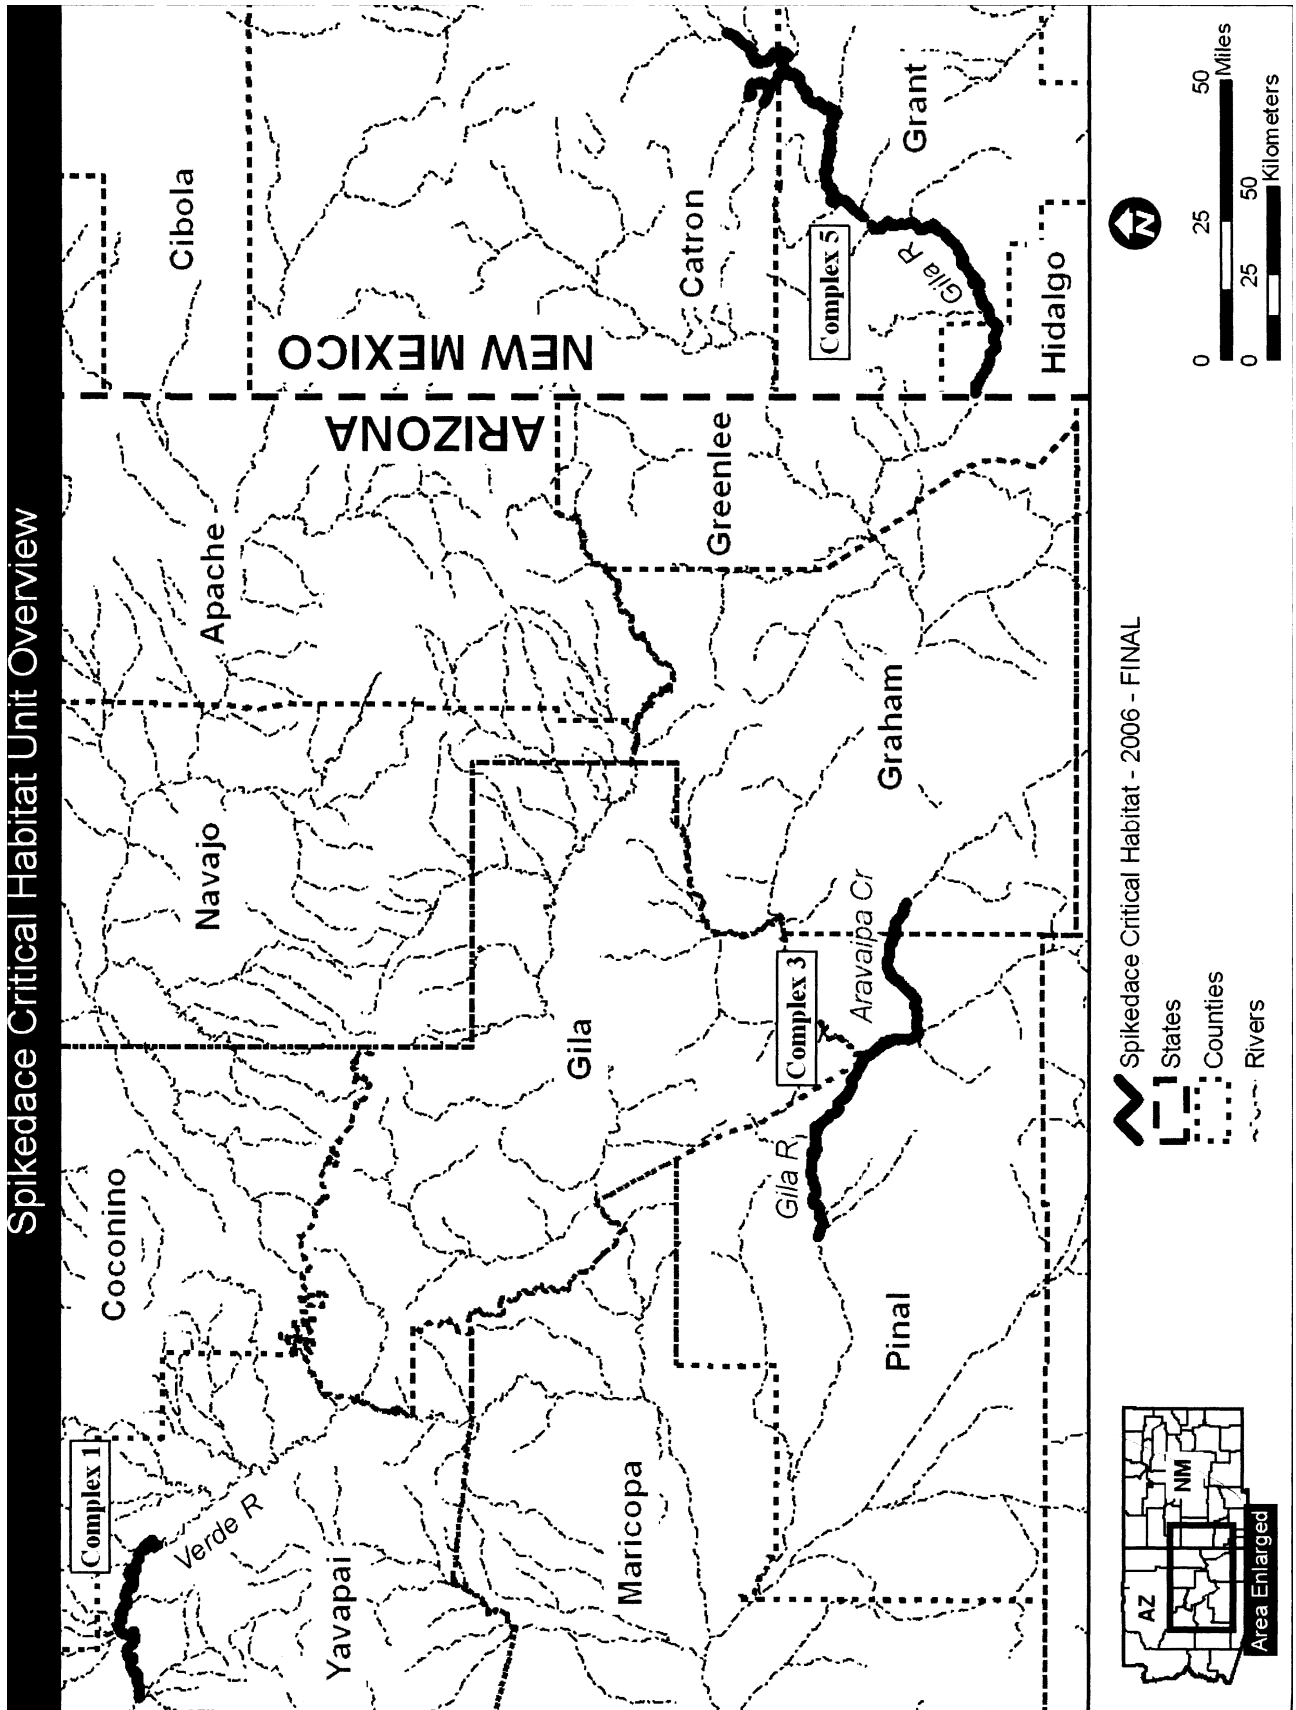 Spikedace Critical Habitat Unit Overview
Complex 1
Coconino
Navajo
Apache
Cibola
Verde R
Yavapai
NEW MEXICO
ARIZONA
Gila
Maricopa
Greenlee
Catron
Complex 3
Complex 5
Gila R
Aravaipa Cr
Graham
Gila R
Grant
Pinal
Hidalgo
AZ
NM
Area Enlarged
Spikedace Critical Habitat - 2006 - FINAL
States
Counties
Rivers
N
0 25 50 Miles
0 25 50 Kilometers